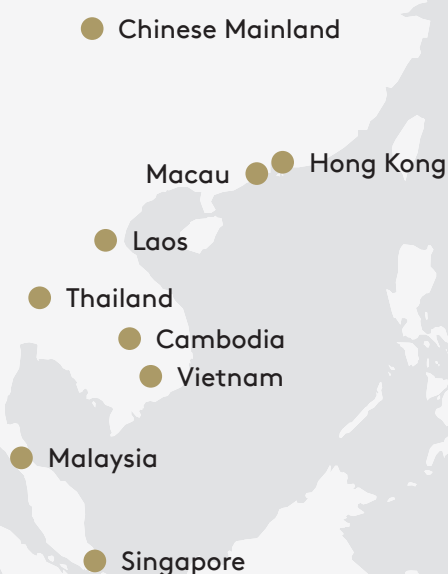 Chinese Mainland
Hong Kong
Macau
Laos
Thailand
Cambodia
Vietnam
Malaysia
Singapore